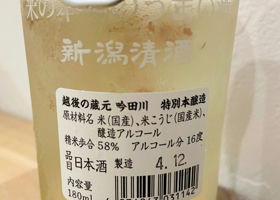 新潟清酒
越後の蔵元 吟田川 特別本醸造
原材料名 米(国産)、米こうじ(国産米)、
醸造アルコール
精米歩合 58% アルコール分 16度
品目 日本酒 製造 4.12.
内容量
180ml